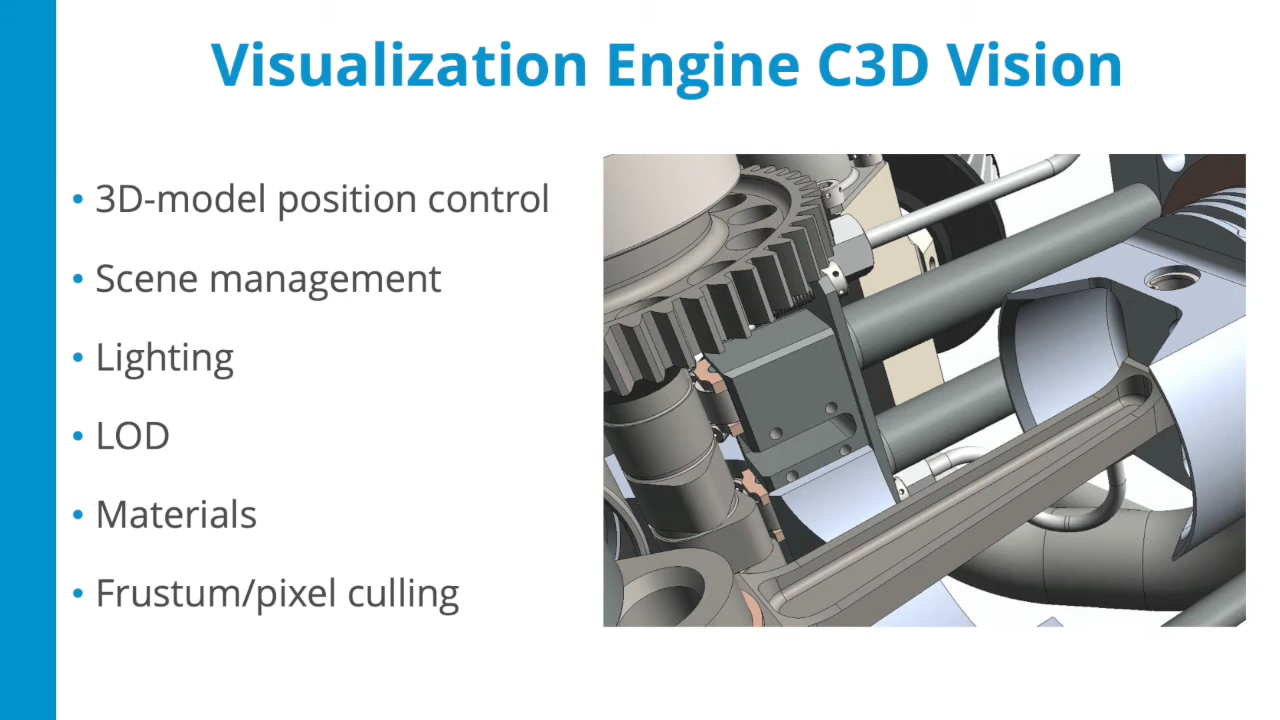 Visualization Engine C3D Vision
• 3D-model position control
• Scene management
• Lighting
• LOD
• Materials
• Frustum/pixel culling